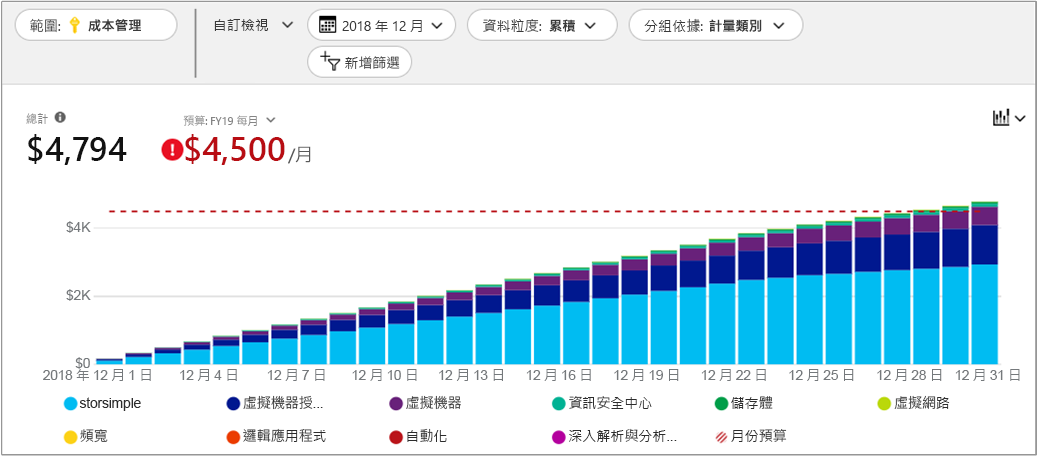 範圍: 成本管理
自訂檢視
2018 年 12 月
資料粒度: 累積
分組依據: 計量類別
新增篩選
總計
預算: FY19 每月
$4,794
$4,500/月
$4K
$2K
$0
2018 年 12 月 1 日 12 月 4 日 12 月 7 日 12 月 10 日 12 月 13 日 12 月 16 日 12 月 19 日 12 月 22 日 12 月 25 日 12 月 28 日 12 月 31 日
storsimple 虛擬機器授... 虛擬機器 資訊安全中心 儲存體 虛擬網路
頻寬 邏輯應用程式 自動化 深入解析與分析... 月份預算